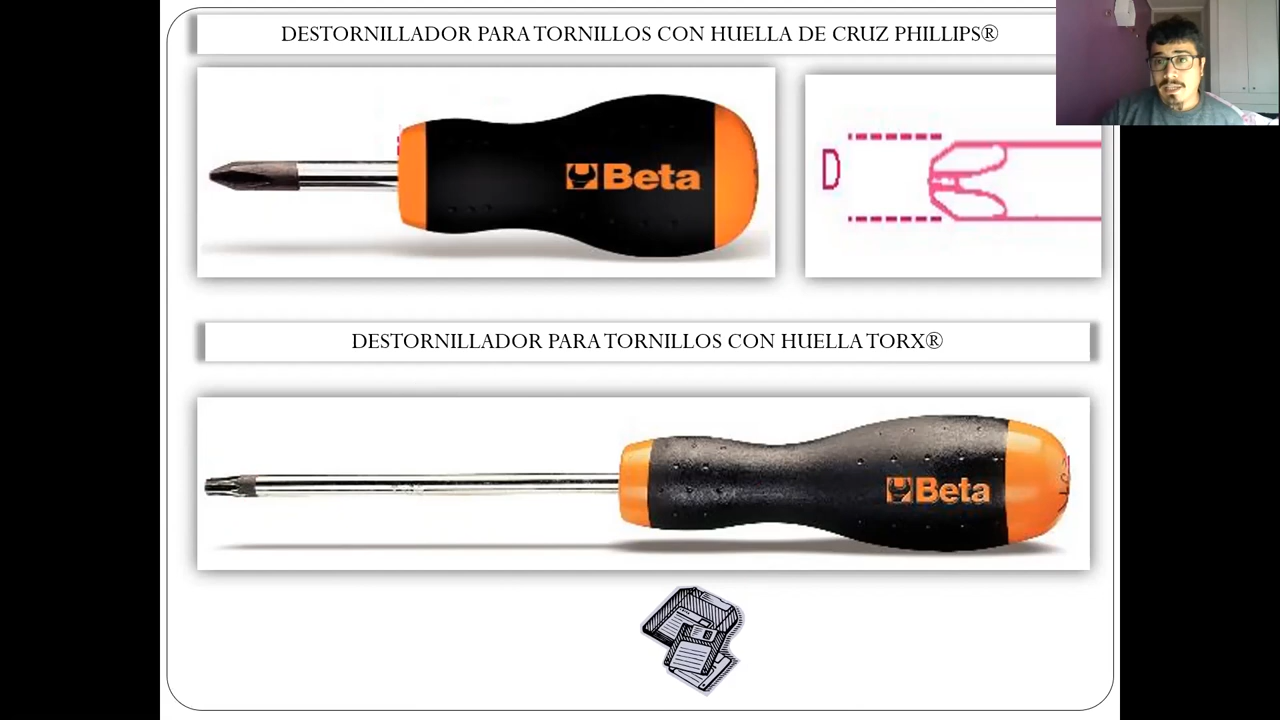 DESTORNILLADOR PARA TORNILLOS CON HUELLA DE CRUZ PHILLIPS®
Beta
D
DESTORNILLADOR PARA TORNILLOS CON HUELLA TORX®
Beta